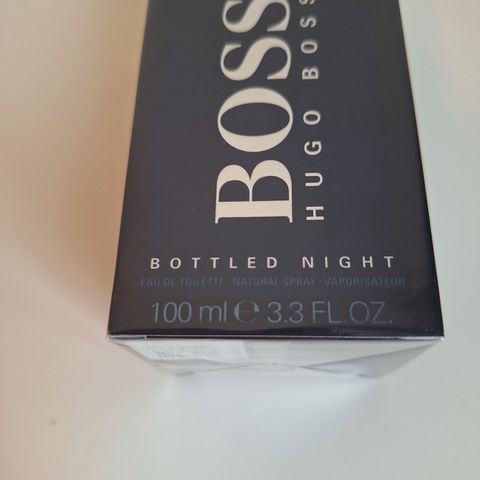 BOSS
HUGO BOSS
BOTTLED NIGHT
EAU DE TOILETTE - NATURAL SPRAY - VAPORISATEUR
100 ml ℮ 3.3 FL.OZ.